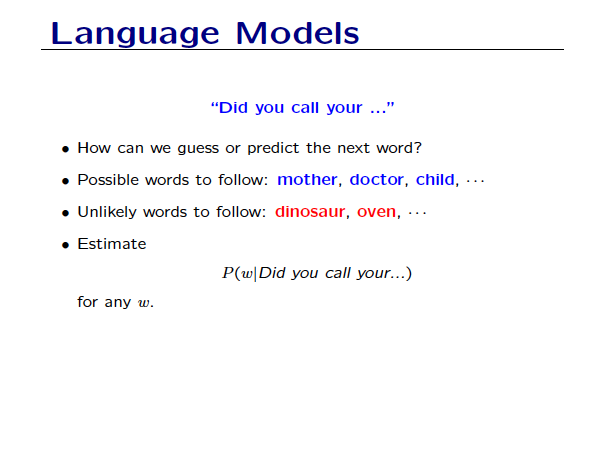 Language Models
“Did you call your ...”
• How can we guess or predict the next word?
• Possible words to follow: mother, doctor, child, ···
• Unlikely words to follow: dinosaur, oven, ···
• Estimate
P(w|Did you call your...)
for any w.